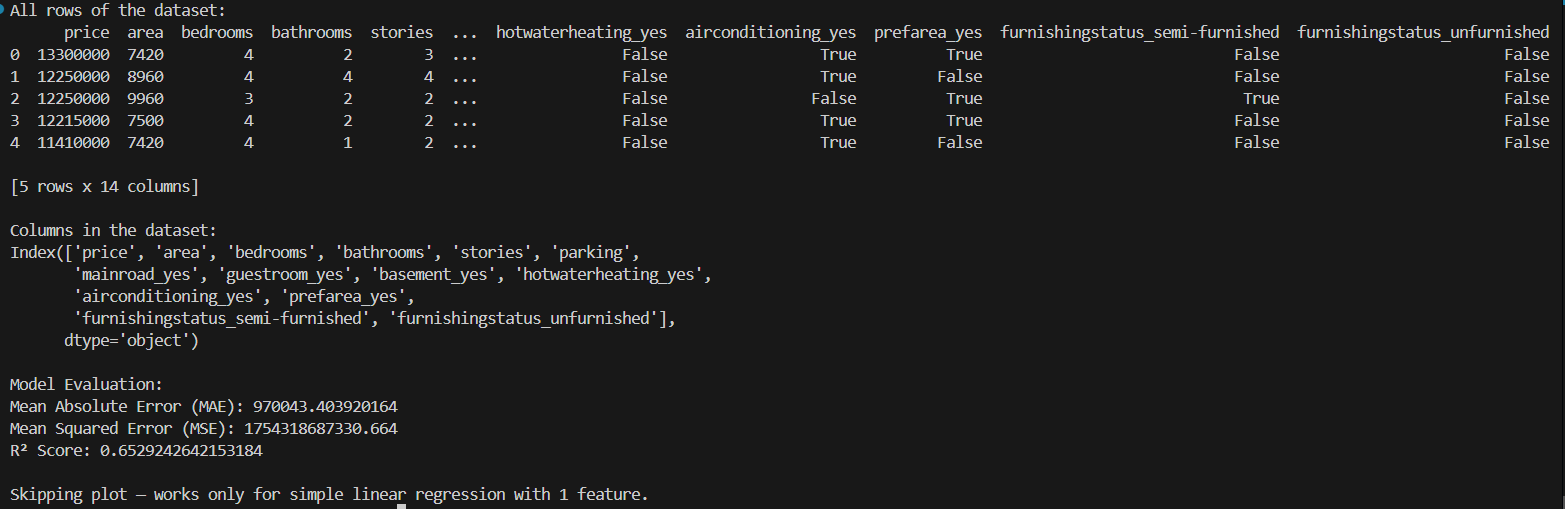 All rows of the dataset:
price area bedrooms bathrooms stories ... hotwaterheating_yes airconditioning_yes prefarea_yes furnishingstatus_semi-furnished furnishingstatus_unfurnished
0 13300000 7420 4 2 3 ... False True True False False
1 12250000 8960 4 4 4 ... False True False False False
2 12250000 9960 3 2 2 ... False False True True False
3 12215000 7500 4 2 2 ... False True True False False
4 11410000 7420 4 1 2 ... False True False False False
[5 rows x 14 columns]
Columns in the dataset:
Index(['price', 'area', 'bedrooms', 'bathrooms', 'stories', 'parking',
'mainroad_yes', 'guestroom_yes', 'basement_yes', 'hotwaterheating_yes',
'airconditioning_yes', 'prefarea_yes',
'furnishingstatus_semi-furnished', 'furnishingstatus_unfurnished'],
dtype='object')
Model Evaluation:
Mean Absolute Error (MAE): 970043.403920164
Mean Squared Error (MSE): 1754318687330.664
R² Score: 0.6529242642153184
Skipping plot – works only for simple linear regression with 1 feature.